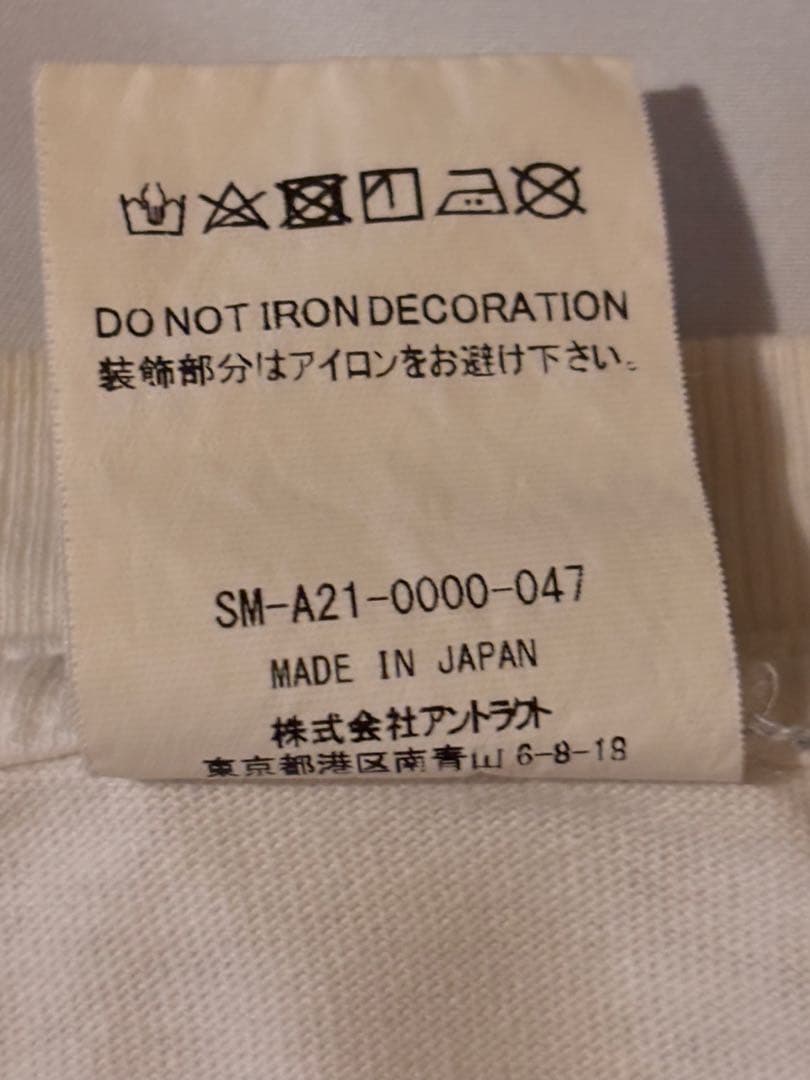 DO NOT IRON DECORATION
装飾部分はアイロンをお避け下さい。
SM-A21-0000-047
MADE IN JAPAN
株式会社アントラクト
東京都港区南青山 6-8-18